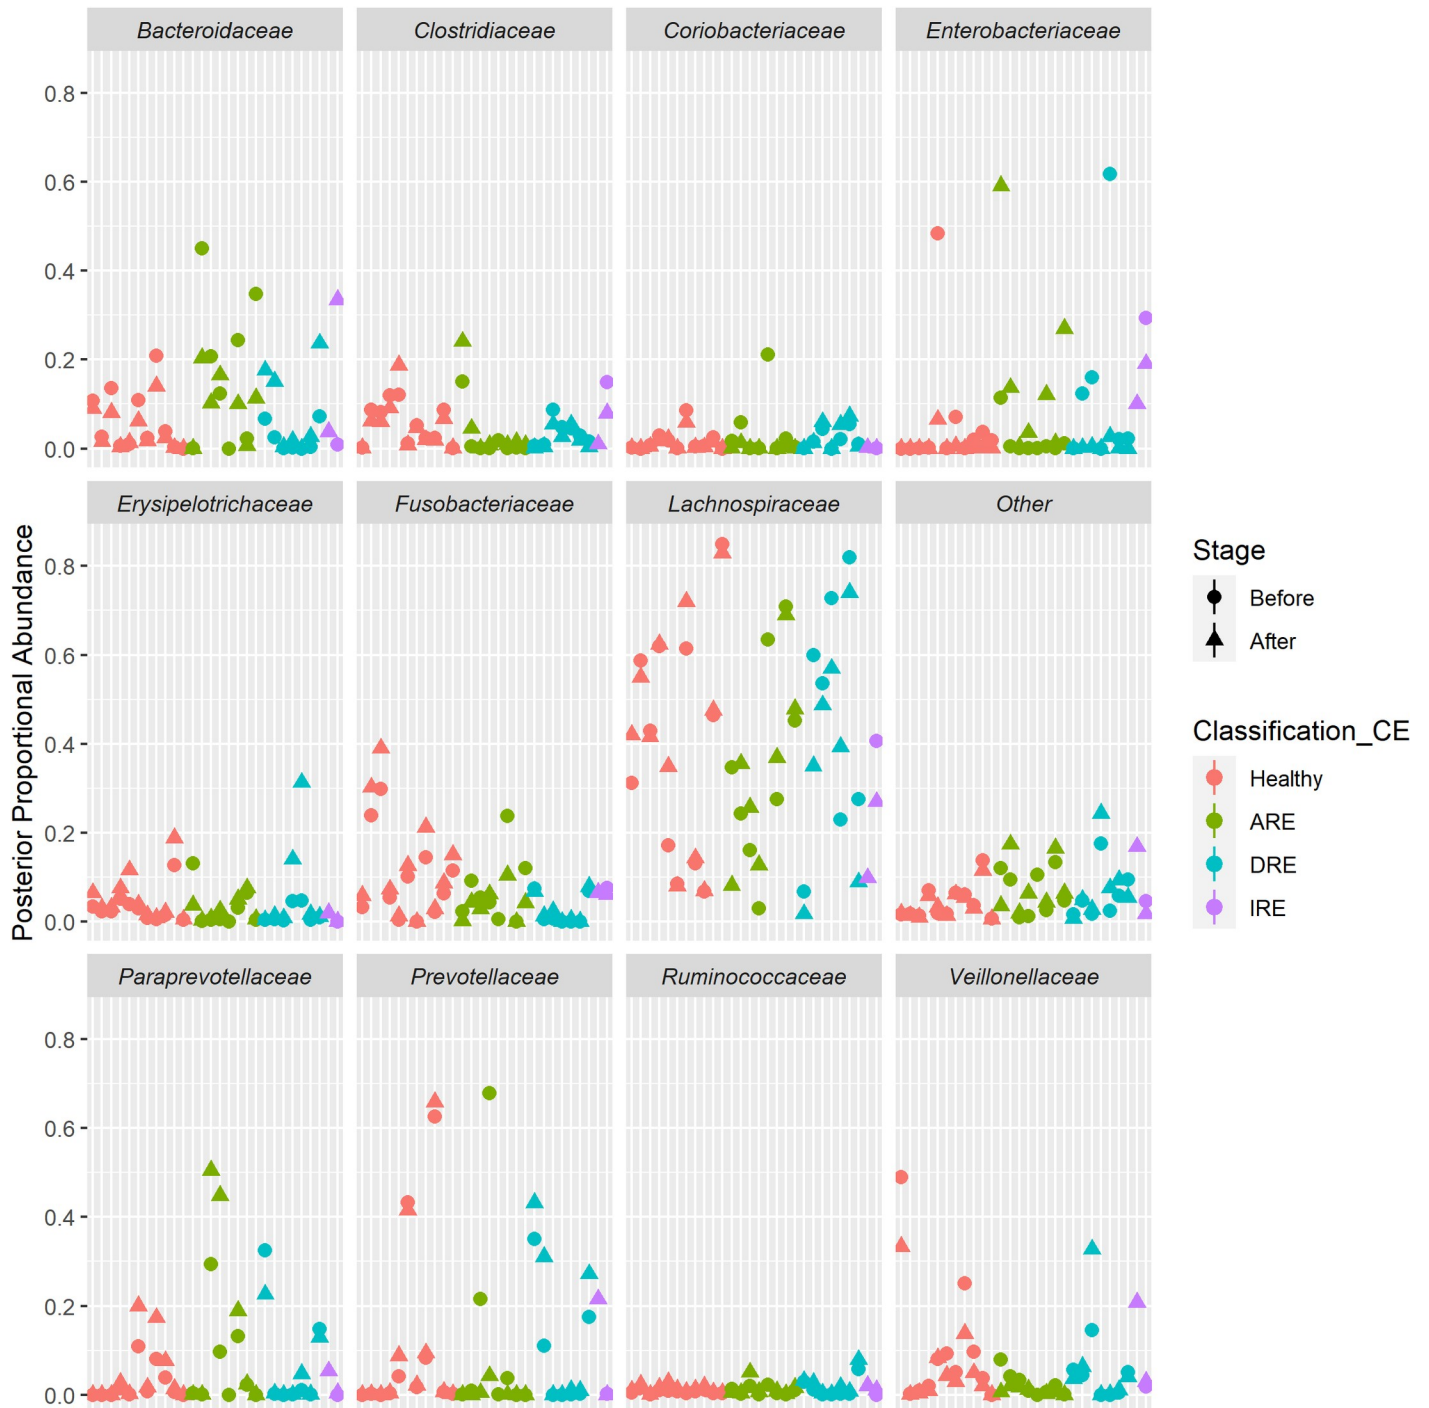 Bacteroidaceae Clostridiaceae Coriobacteriaceae Enterobacteriaceae
0.8
0.6
0.4
0.2
0.0
Erysipelotrichaceae Fusobacteriaceae Lachnospiraceae Other
0.8
0.6
0.4
0.2
0.0
Paraprevotellaceae Prevotellaceae Ruminococcaceae Veillonellaceae
0.8
0.6
0.4
0.2
0.0
Posterior Proportional Abundance
Stage
Before
After
Classification_CE
Healthy
ARE
DRE
IRE